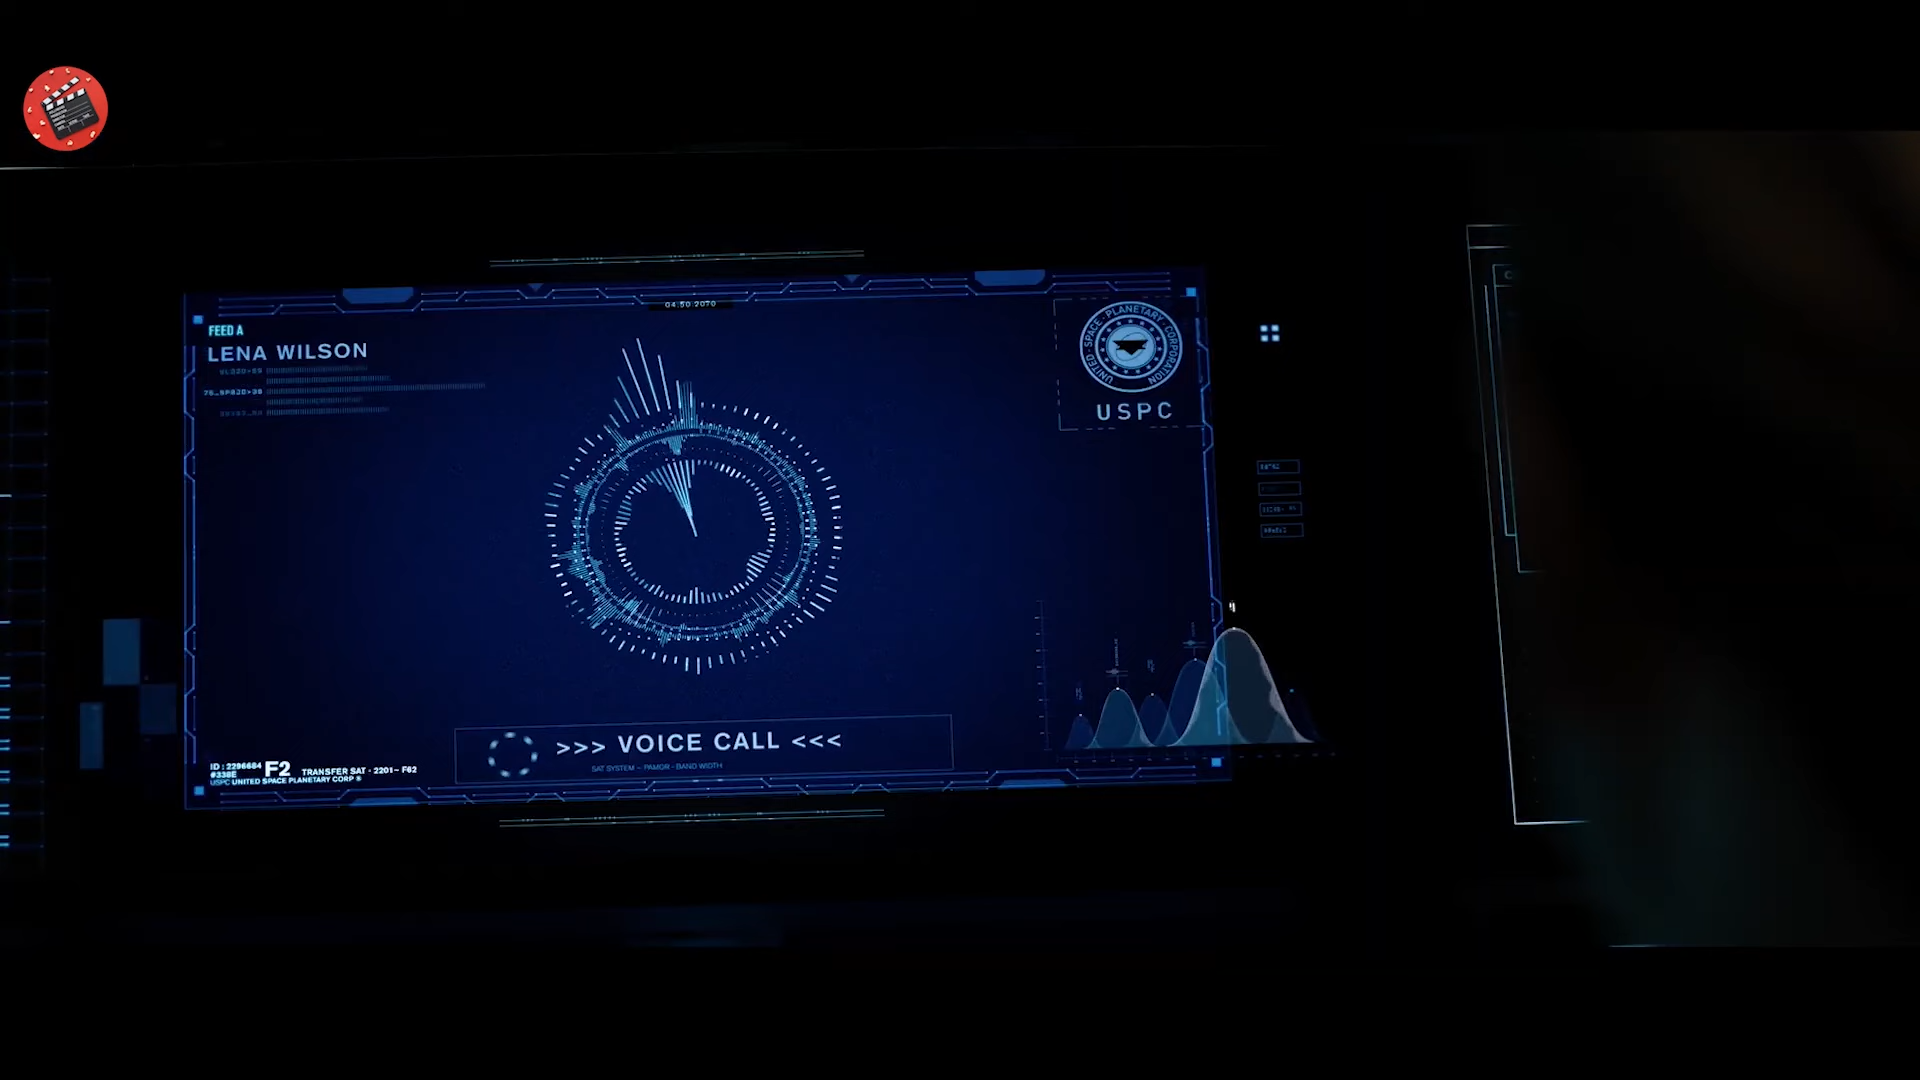 04.50.2070
FEED A
LENA WILSON
UNITED · SPACE · PLANETARY · CORPORATION
USPC
>>> VOICE CALL <<<
SAT SYSTEM – PAMOR - BAND WIDTH
ID : 2296684
#338E
F2
TRANSFER SAT - 2201– F62
USPC UNITED SPACE PLANETARY CORP ®